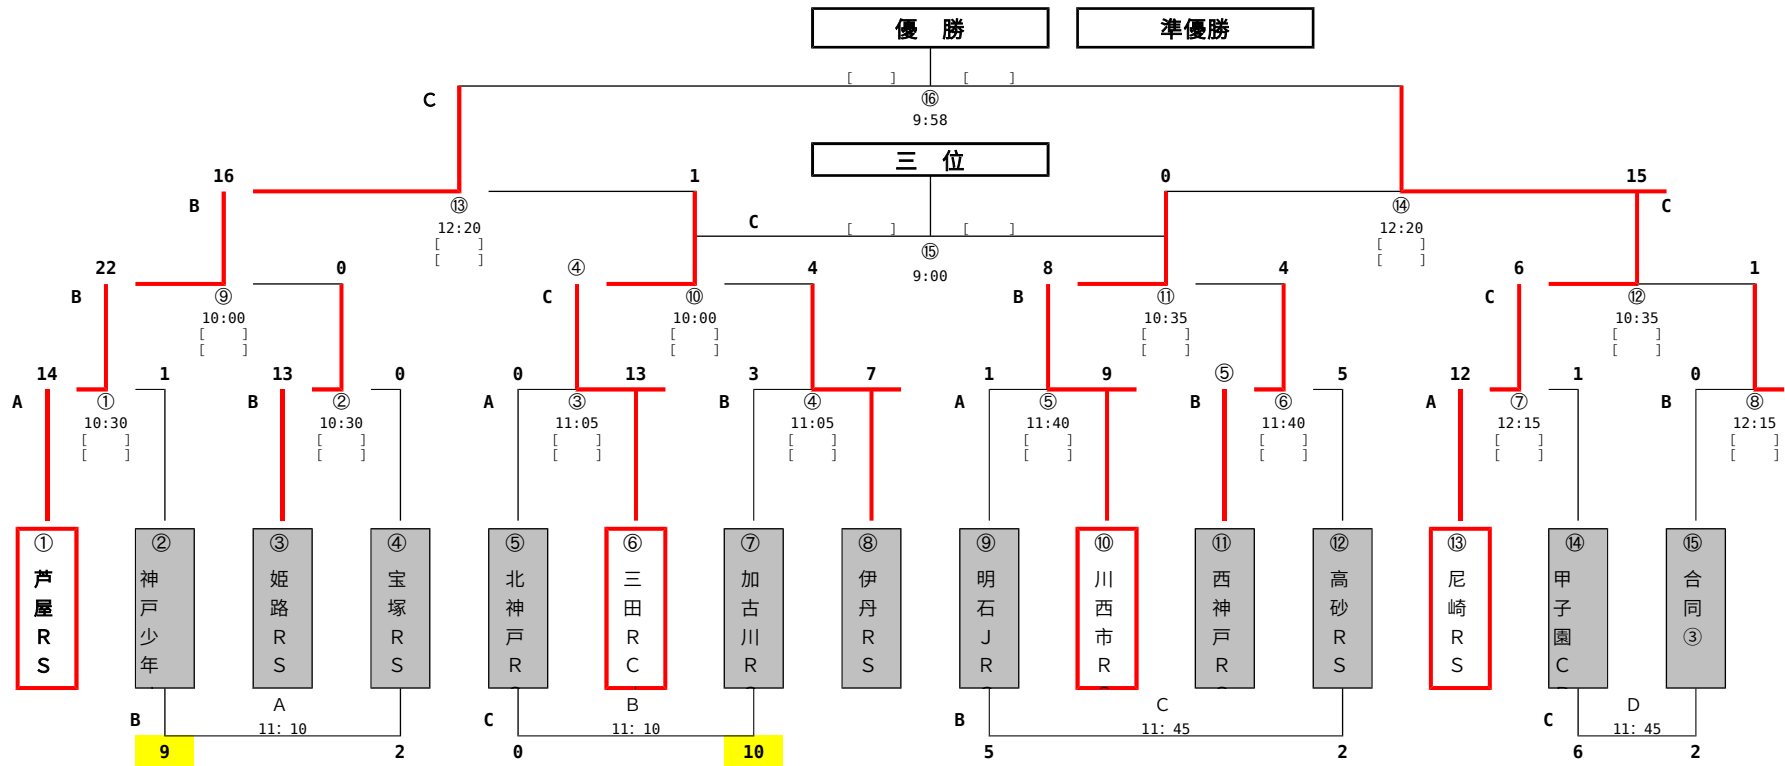 優　勝 準優勝
[　　] [　　]
C ⑯
9:58
三　位
16 1 0 15
B ⑬ C [　　] [　　] ⑭ C
12:20 ⑮ 12:20
[　　] 9:00 [　　]
[　　] [　　]
22 0 ④ 4 8 4 6 1
B ⑨ C ⑩ B ⑪ C ⑫
10:00 10:00 10:35 10:35
[　　] [　　] [　　] [　　]
[　　] [　　] [　　] [　　]
14 1 13 0 0 13 3 7 1 9 ⑤ 5 12 1 0
A ① B ② A ③ B ④ A ⑤ B ⑥ A ⑦ B ⑧
10:30 10:30 11:05 11:05 11:40 11:40 12:15 12:15
[　　] [　　] [　　] [　　] [　　] [　　] [　　] [　　]
[　　] [　　] [　　] [　　] [　　] [　　] [　　] [　　]
① 芦屋ＲＳ
② 神戸少年
③ 姫路ＲＳ
④ 宝塚ＲＳ
⑤ 北神戸Ｒ
⑥ 三田ＲＣ
⑦ 加古川Ｒ
⑧ 伊丹ＲＳ
⑨ 明石ＪＲ
⑩ 川西市Ｒ
⑪ 西神戸Ｒ
⑫ 高砂ＲＳ
⑬ 尼崎ＲＳ
⑭ 甲子園Ｃ
⑮ 合同③
B Ａ C Ｂ B Ｃ C Ｄ
11：10 11：10 11：45 11：45
9 2 0 10 5 2 6 2